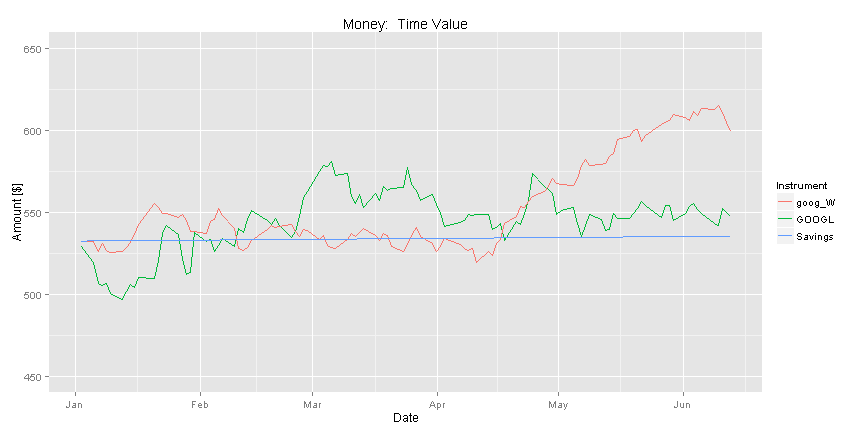 Money:  Time Value
650
600
550
500
450
Amount [$]
Jan
Feb
Mar
Apr
May
Jun
Date
Instrument
goog_W
GOOGL
Savings